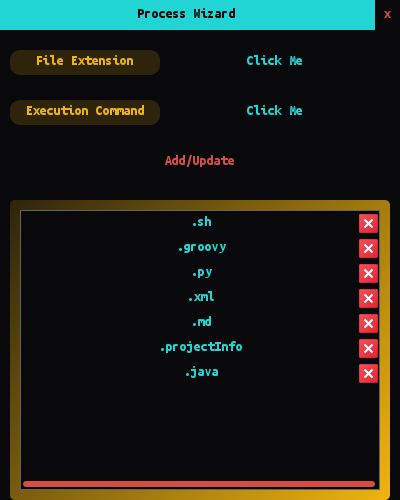 Process Wizard x
File Extension Click Me
Execution Command Click Me
Add/Update
.sh
.groovy
.py
.xml
.md
.projectInfo
.java